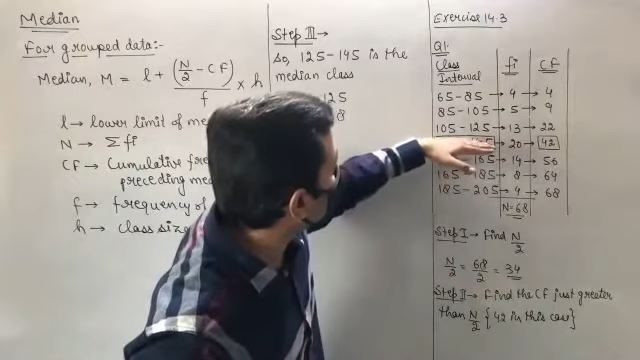 Median
For grouped data:-
Median, M = l + (N/2 - CF)/f × h
l → lower limit of me
N → Σfi
CF → Cumulative fre
preceding me
f → frequency of
h → class size
Step III →
So, 125-145 is the
median class
125
8
Exercise 14.3
Q1.
Class Interval fi CF
65-85 → 4 → 4
85-105 → 5 → 9
105-125 → 13 → 22
→ 20 → 42
165 → 14 → 56
165-185 → 8 → 64
185-205 → 4 → 68
N=68
Step I → Find N/2
N/2 = 68/2 = 34
Step II → Find the CF just greater
than N/2 {42 in this case}